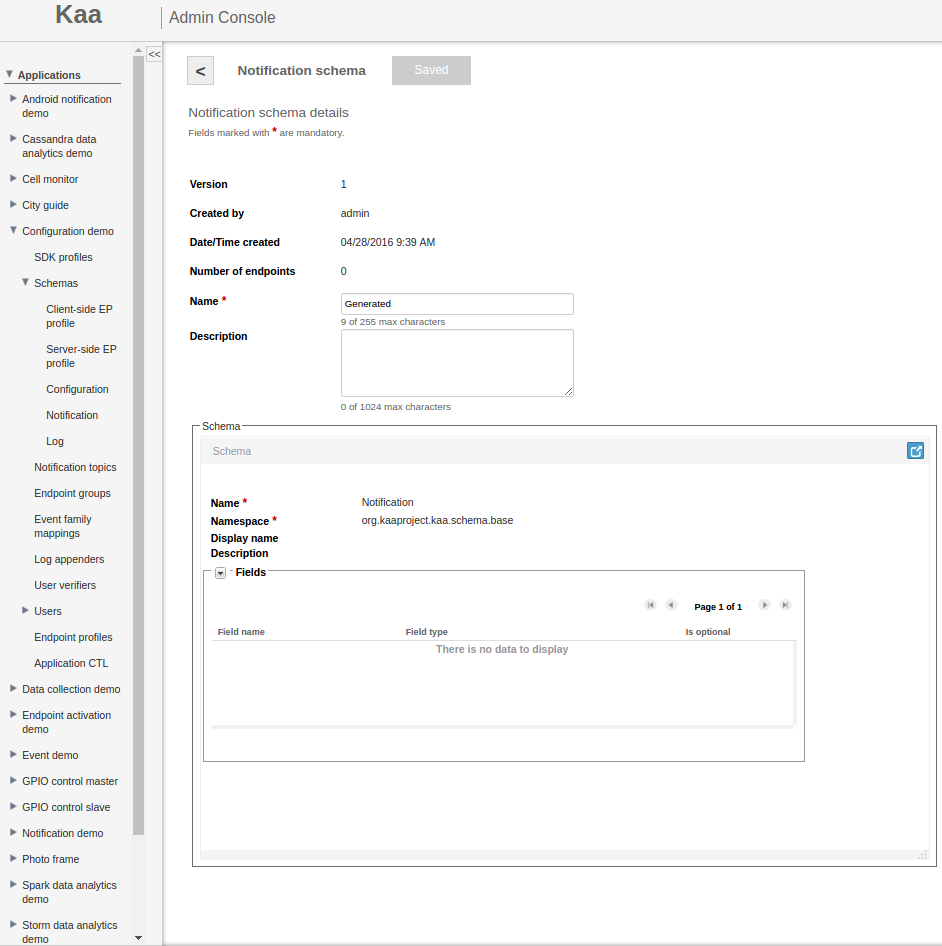 Kaa
Admin Console
<<
Applications
Android notification
demo
Cassandra data
analytics demo
Cell monitor
City guide
Configuration demo
SDK profiles
Schemas
Client-side EP
profile
Server-side EP
profile
Configuration
Notification
Log
Notification topics
Endpoint groups
Event family
mappings
Log appenders
User verifiers
Users
Endpoint profiles
Application CTL
Data collection demo
Endpoint activation
demo
Event demo
GPIO control master
GPIO control slave
Notification demo
Photo frame
Spark data analytics
demo
Storm data analytics
demo
< Notification schema Saved
Notification schema details
Fields marked with * are mandatory.
Version 1
Created by admin
Date/Time created 04/28/2016 9:39 AM
Number of endpoints 0
Name * Generated
9 of 255 max characters
Description
0 of 1024 max characters
Schema
Schema
Name * Notification
Namespace * org.kaaproject.kaa.schema.base
Display name
Description
Fields
Page 1 of 1
Field name Field type Is optional
There is no data to display